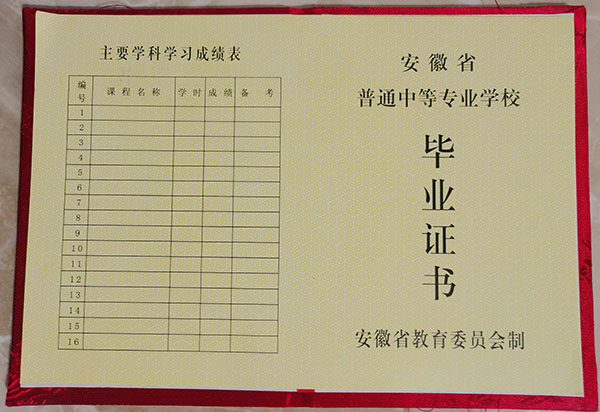 主要学科学习成绩表
编号 课程名称 学时 成绩 备考
1
2
3
4
5
6
7
8
9
10
11
12
13
14
15
16
安徽省
普通中等专业学校
毕业证书
安徽省教育委员会制